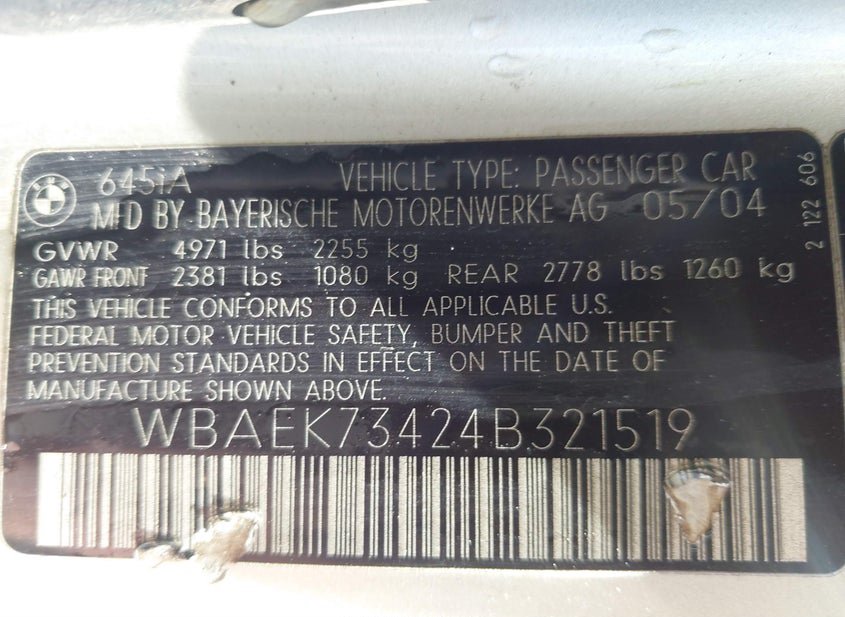 BMW
645iA VEHICLE TYPE: PASSENGER CAR
MFD BY BAYERISCHE MOTORENWERKE AG 05/04
GVWR 4971 lbs 2255 kg
GAWR FRONT 2381 lbs 1080 kg REAR 2778 lbs 1260 kg
THIS VEHICLE CONFORMS TO ALL APPLICABLE U.S.
FEDERAL MOTOR VEHICLE SAFETY, BUMPER AND THEFT
PREVENTION STANDARDS IN EFFECT ON THE DATE OF
MANUFACTURE SHOWN ABOVE.
WBAEK73424B321519
2 122 606